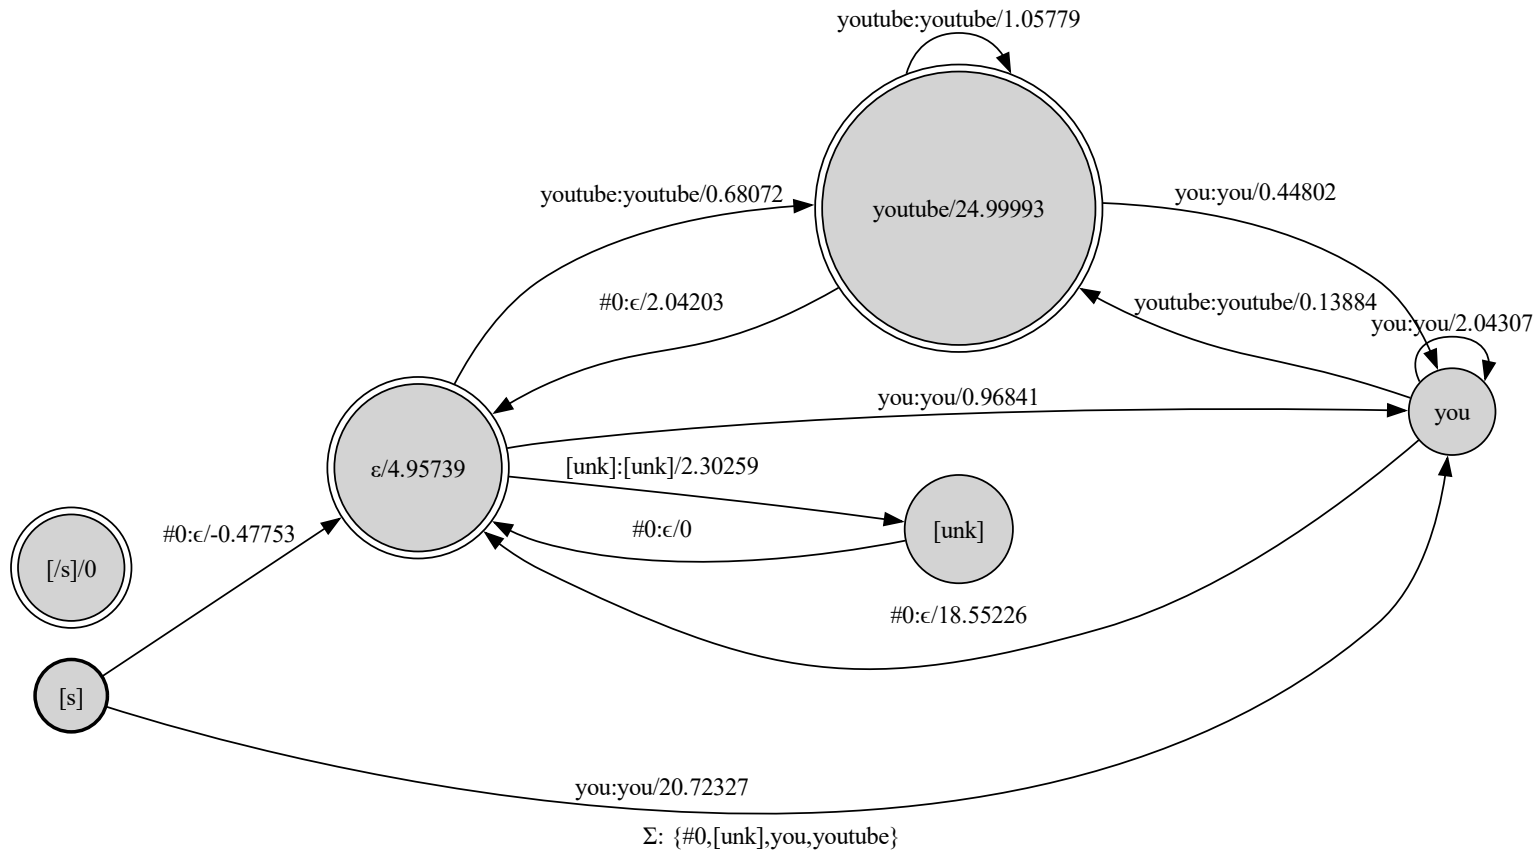 youtube:youtube/1.05779
youtube:youtube/0.68072
you:you/0.44802
youtube/24.99993
#0:ϵ/2.04203
youtube:youtube/0.13884
you:you/2.04307
you:you/0.96841
you
[unk]:[unk]/2.30259
ε/4.95739
#0:ϵ/-0.47753
#0:ϵ/0
[unk]
[/s]/0
#0:ϵ/18.55226
[s]
you:you/20.72327
Σ: {#0,[unk],you,youtube}